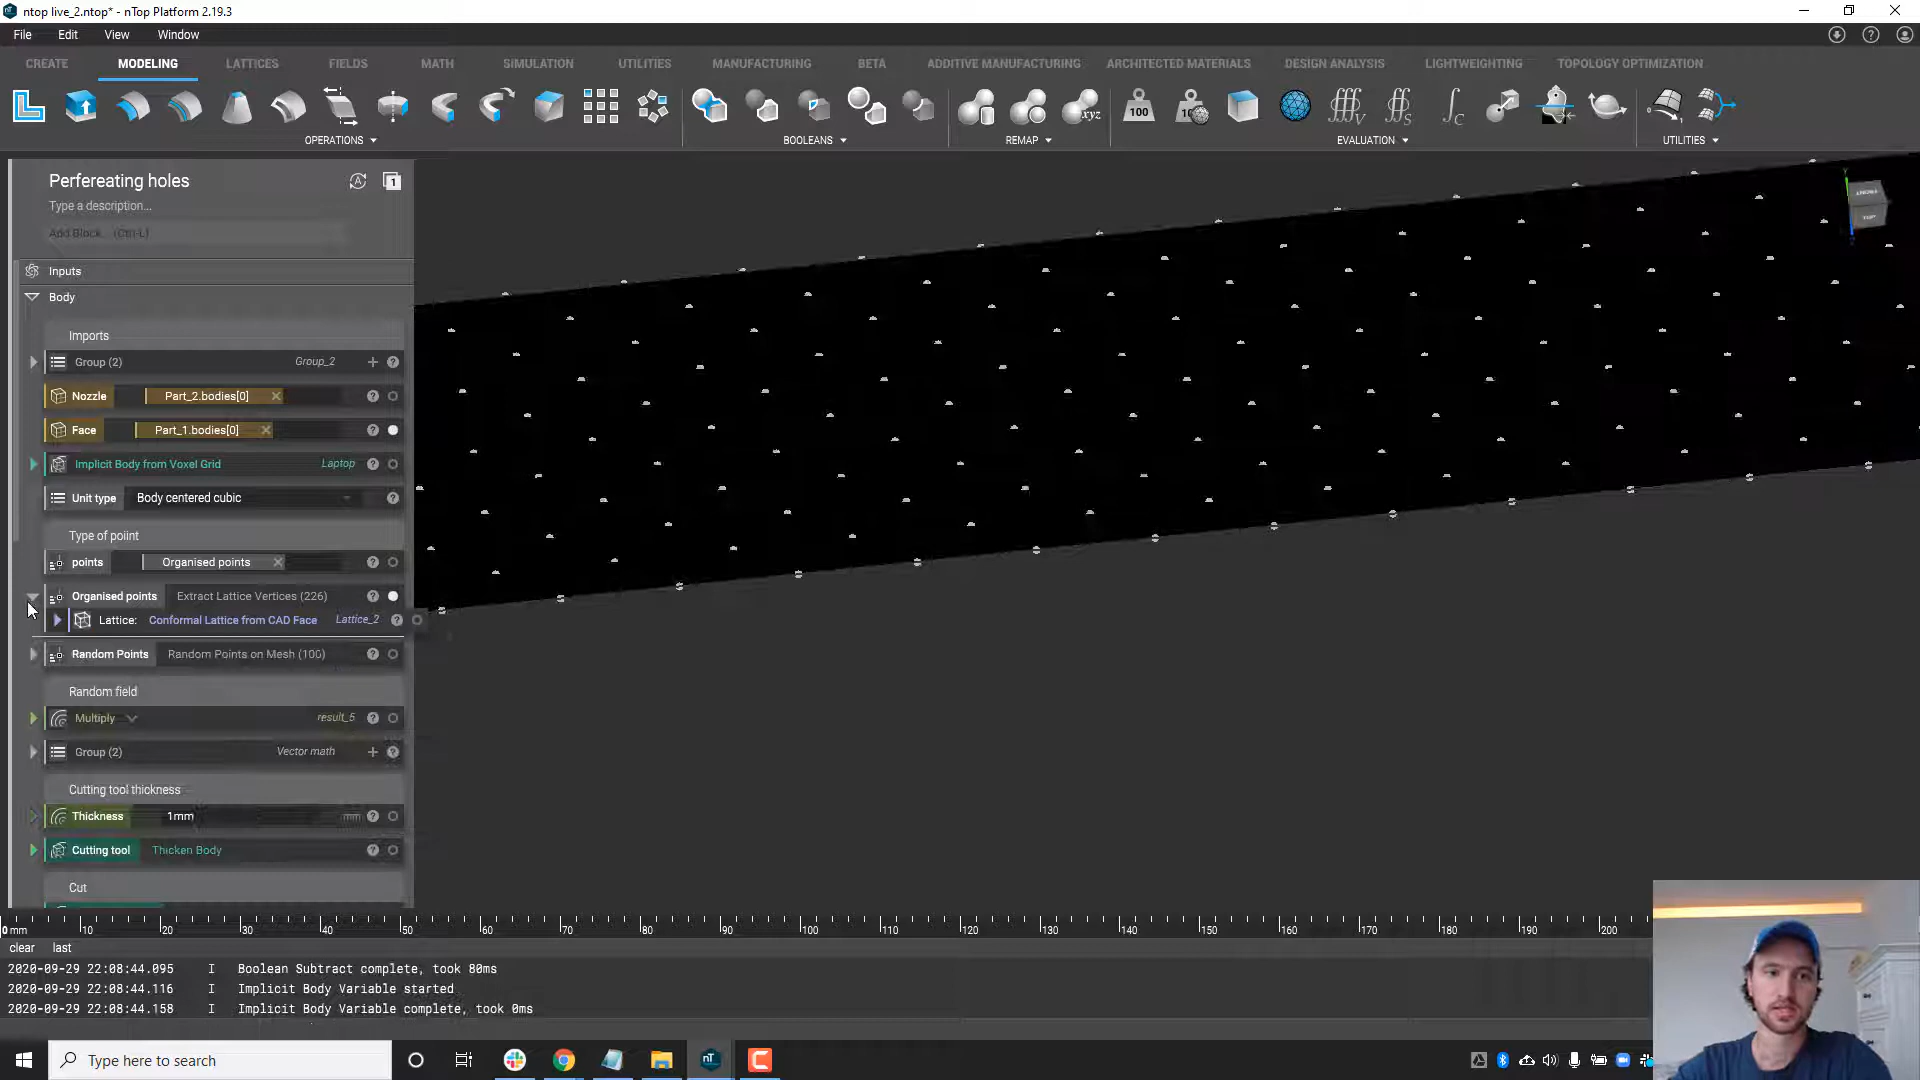 ntop live_2.ntop* - nTop Platform 2.19.3
File Edit View Window
CREATE MODELING LATTICES FIELDS MATH SIMULATION UTILITIES MANUFACTURING BETA ADDITIVE MANUFACTURING ARCHITECTED MATERIALS DESIGN ANALYSIS LIGHTWEIGHTING TOPOLOGY OPTIMIZATION
OPERATIONS BOOLEANS REMAP EVALUATION UTILITIES
Perfereating holes
Type a description...
Add Block... (Ctrl-L)
Inputs
Body
Imports
Group (2) Group_2
Nozzle Part_2.bodies[0]
Face Part_1.bodies[0]
Implicit Body from Voxel Grid Laptop
Unit type Body centered cubic
Type of poiint
points Organised points
Organised points Extract Lattice Vertices (226)
Lattice: Conformal Lattice from CAD Face Lattice_2
Random Points Random Points on Mesh (100)
Random field
Multiply result_5
Group (2) Vector math
Cutting tool thickness
Thickness 1mm mm
Cutting tool Thicken Body
Cut
0 mm 10 20 30 40 50 60 70 80 90 100 110 120 130 140 150 160 170 180 190 200
clear last
2020-09-29 22:08:44.095 I Boolean Subtract complete, took 80ms
2020-09-29 22:08:44.116 I Implicit Body Variable started
2020-09-29 22:08:44.158 I Implicit Body Variable complete, took 0ms
Type here to search